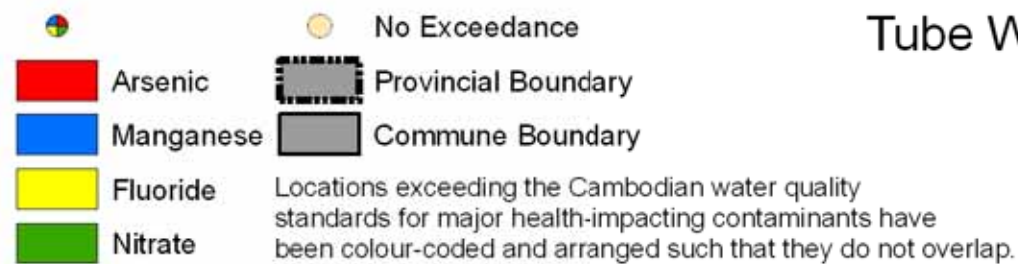 No Exceedance
Tube W
Arsenic
Provincial Boundary
Manganese
Commune Boundary
Fluoride
Nitrate
Locations exceeding the Cambodian water quality
standards for major health-impacting contaminants have
been colour-coded and arranged such that they do not overlap.